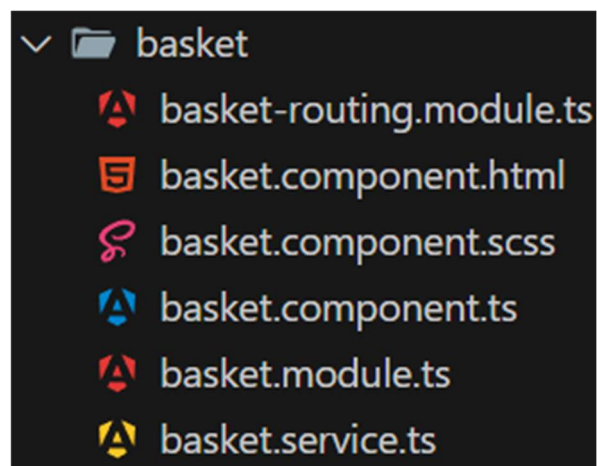 basket
basket-routing.module.ts
basket.component.html
basket.component.scss
basket.component.ts
basket.module.ts
basket.service.ts